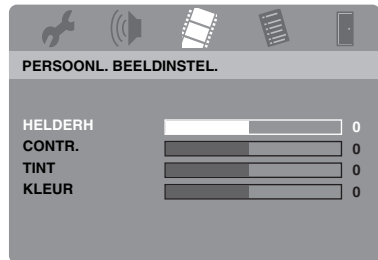 PERSOONL. BEELDINSTEL.
HELDERH 0
CONTR. 0
TINT 0
KLEUR 0